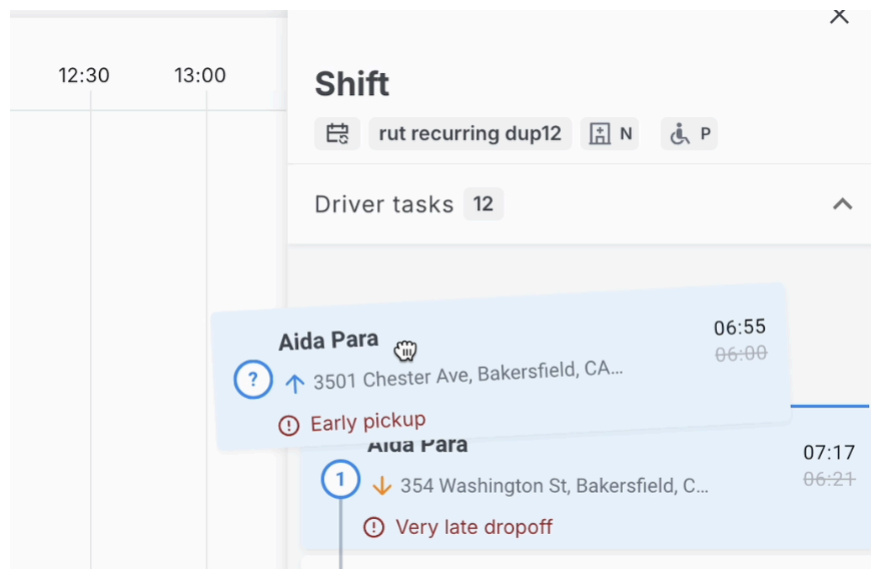 12:30 13:00
Shift
rut recurring dup12 N P
Driver tasks 12
Aida Para 06:55
? 3501 Chester Ave, Bakersfield, CA... 06:00
Early pickup
Aida Para 07:17
1 354 Washington St, Bakersfield, C... 06:21
Very late dropoff